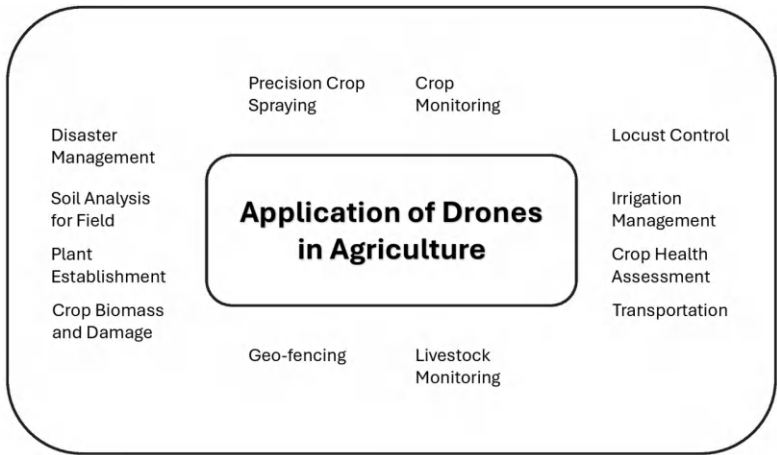 Precision Crop
Spraying
Crop
Monitoring
Disaster
Management
Locust Control
Soil Analysis
for Field
Application of Drones
in Agriculture
Irrigation
Management
Plant
Establishment
Crop Health
Assessment
Crop Biomass
and Damage
Transportation
Geo-fencing
Livestock
Monitoring